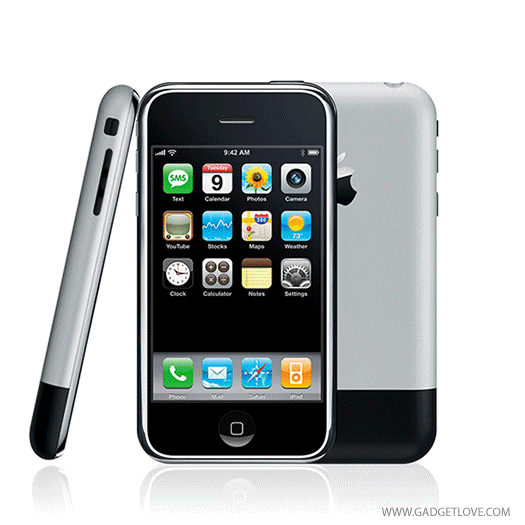 9:42 AM
SMS
Tuesday
9
280
73°
Text Calendar Photos Camera
YouTube Stocks Maps Weather
Clock Calculator Notes Settings
Phone Mail Safari iPod
WWW.GADGETLOVE.COM